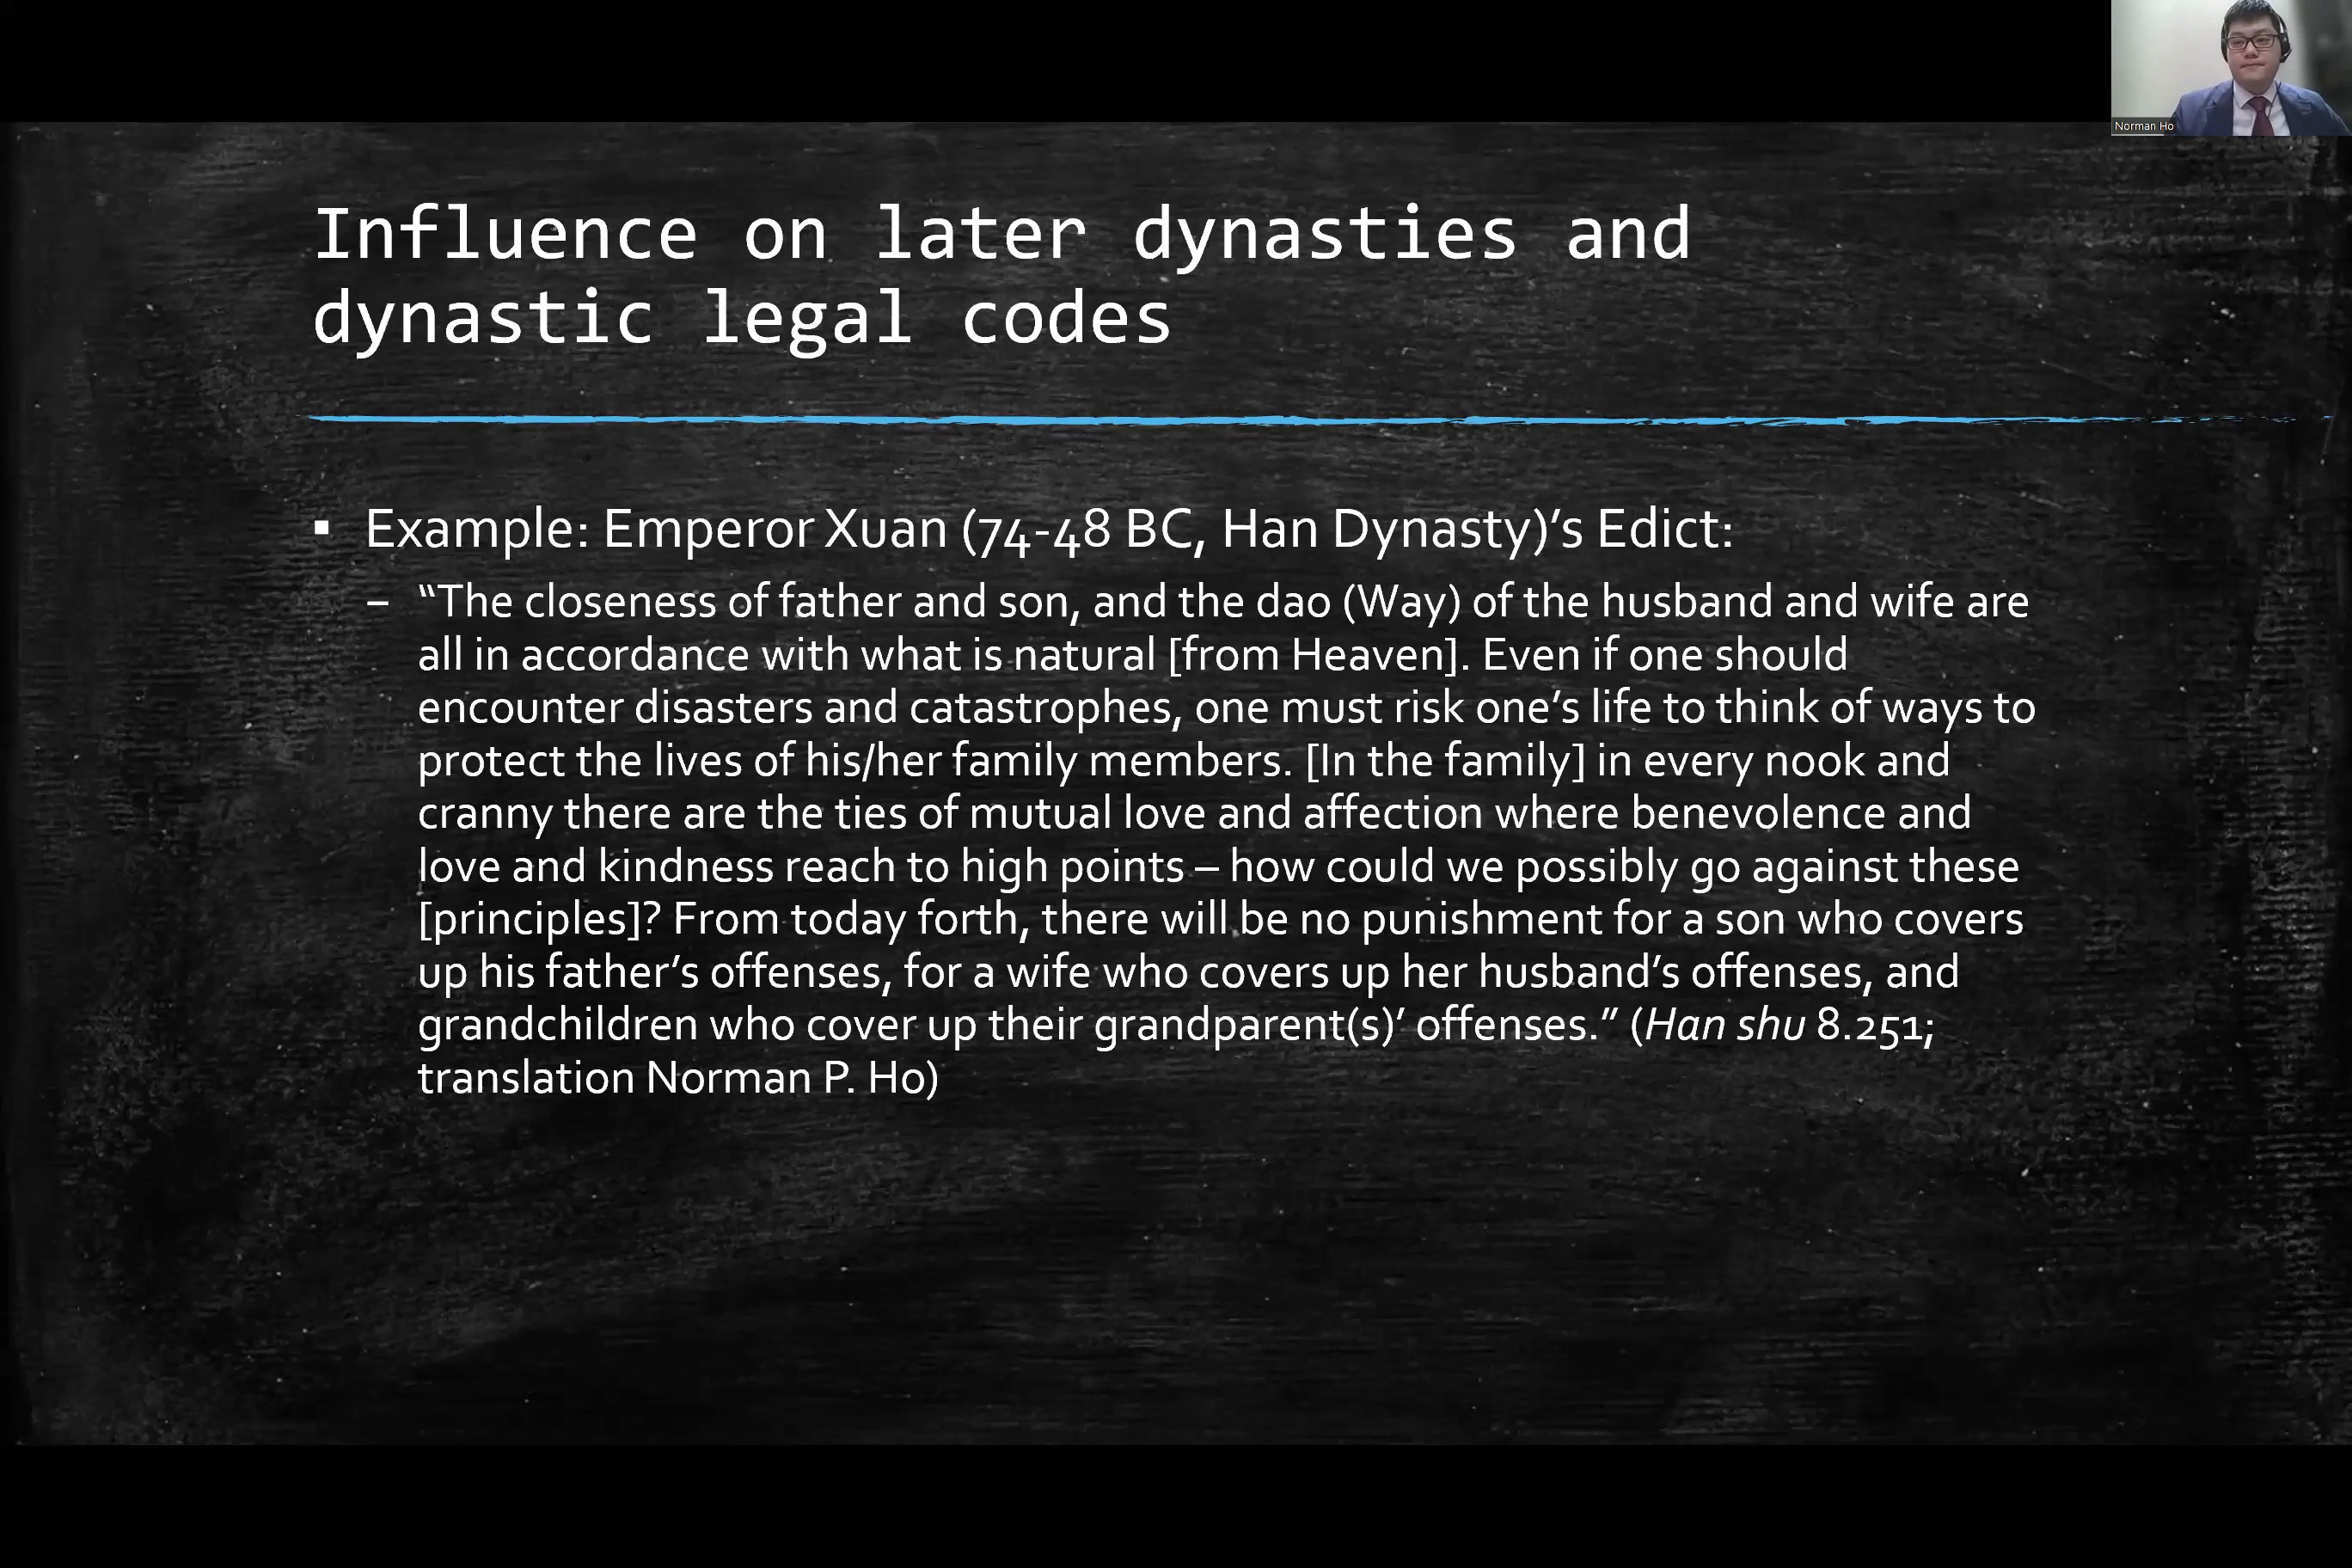 Norman Ho
Influence on later dynasties and
dynastic legal codes
▪ Example: Emperor Xuan (74-48 BC, Han Dynasty)’s Edict:
– “The closeness of father and son, and the dao (Way) of the husband and wife are
all in accordance with what is natural [from Heaven]. Even if one should
encounter disasters and catastrophes, one must risk one’s life to think of ways to
protect the lives of his/her family members. [In the family] in every nook and
cranny there are the ties of mutual love and affection where benevolence and
love and kindness reach to high points – how could we possibly go against these
[principles]? From today forth, there will be no punishment for a son who covers
up his father’s offenses, for a wife who covers up her husband’s offenses, and
grandchildren who cover up their grandparent(s)’ offenses.” (Han shu 8.251;
translation Norman P. Ho)